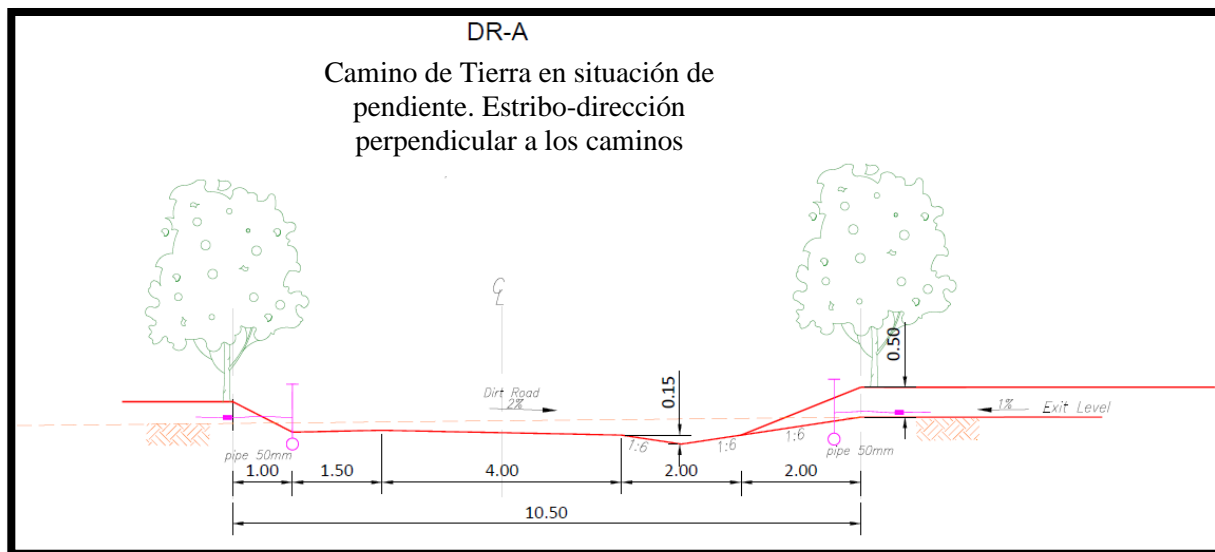 DR-A
Camino de Tierra en situación de
pendiente. Estribo-dirección
perpendicular a los caminos
℄
0.50
0.15
Dirt Road
2%
1%
Exit Level
1:6
1:6
1:6
pipe 50mm
pipe 50mm
1.00
1.50
4.00
2.00
2.00
10.50